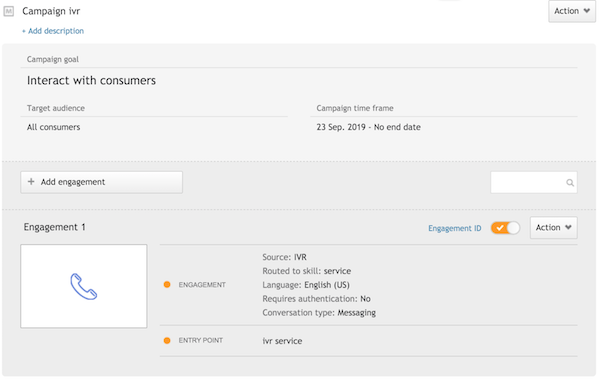 M Campaign ivr Action
+ Add description
Campaign goal
Interact with consumers
Target audience Campaign time frame
All consumers 23 Sep. 2019 - No end date
+ Add engagement
Engagement 1 Engagement ID Action
Source: IVR
Routed to skill: service
ENGAGEMENT Language: English (US)
Requires authentication: No
Conversation type: Messaging
ENTRY POINT ivr service